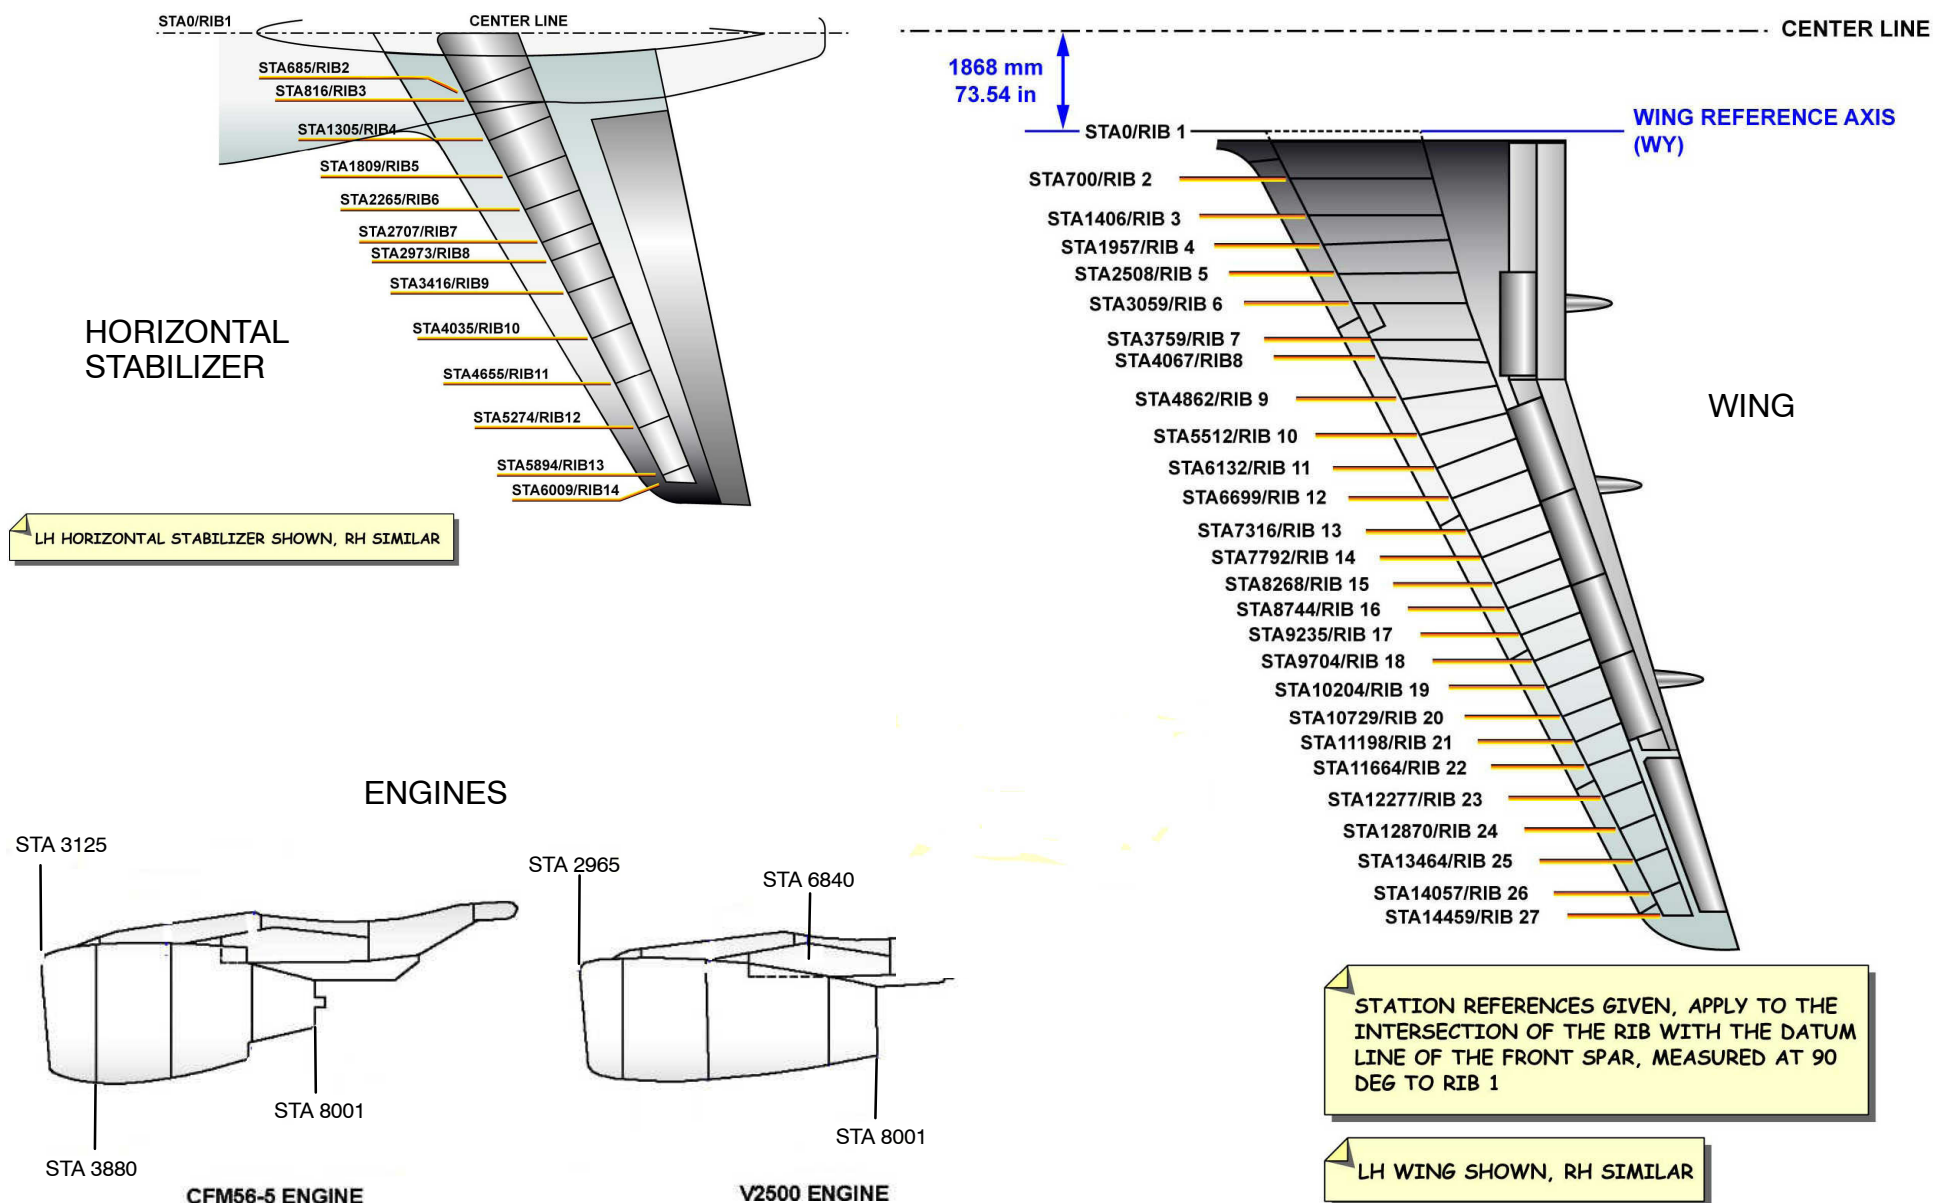 STA0/RIB1
CENTER LINE
STA685/RIB2
STA816/RIB3
STA1305/RIB4
STA1809/RIB5
STA2265/RIB6
STA2707/RIB7
STA2973/RIB8
STA3416/RIB9
STA4035/RIB10
STA4655/RIB11
STA5274/RIB12
STA5894/RIB13
STA6009/RIB14
HORIZONTAL
STABILIZER
LH HORIZONTAL STABILIZER SHOWN, RH SIMILAR
CENTER LINE
1868 mm
73.54 in
WING REFERENCE AXIS
(WY)
STA0/RIB 1
STA700/RIB 2
STA1406/RIB 3
STA1957/RIB 4
STA2508/RIB 5
STA3059/RIB 6
STA3759/RIB 7
STA4067/RIB8
STA4862/RIB 9
STA5512/RIB 10
STA6132/RIB 11
STA6699/RIB 12
STA7316/RIB 13
STA7792/RIB 14
STA8268/RIB 15
STA8744/RIB 16
STA9235/RIB 17
STA9704/RIB 18
STA10204/RIB 19
STA10729/RIB 20
STA11198/RIB 21
STA11664/RIB 22
STA12277/RIB 23
STA12870/RIB 24
STA13464/RIB 25
STA14057/RIB 26
STA14459/RIB 27
WING
STATION REFERENCES GIVEN, APPLY TO THE
INTERSECTION OF THE RIB WITH THE DATUM
LINE OF THE FRONT SPAR, MEASURED AT 90
DEG TO RIB 1
LH WING SHOWN, RH SIMILAR
ENGINES
STA 3125
STA 8001
STA 3880
CFM56-5 ENGINE
STA 2965
STA 6840
STA 8001
V2500 ENGINE